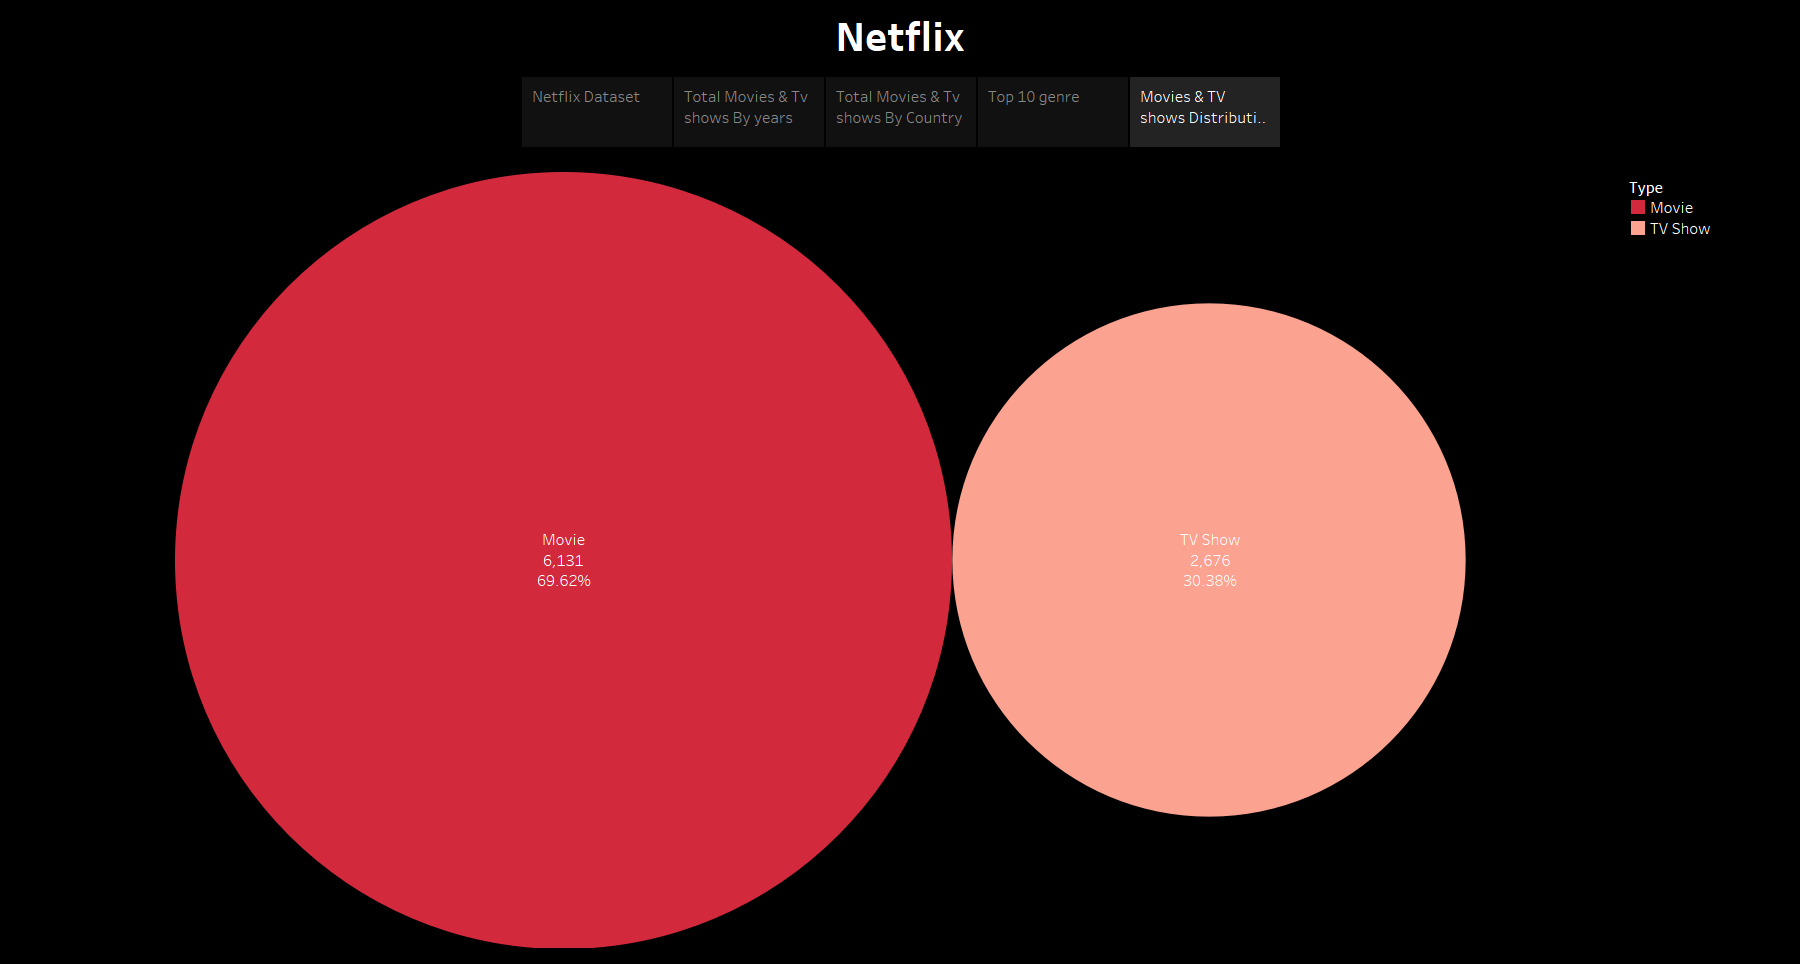 Netflix
Netflix Dataset
Total Movies & Tv
shows By years
Total Movies & Tv
shows By Country
Top 10 genre
Movies & TV
shows Distributi..
Type
Movie
TV Show
Movie
6,131
69.62%
TV Show
2,676
30.38%